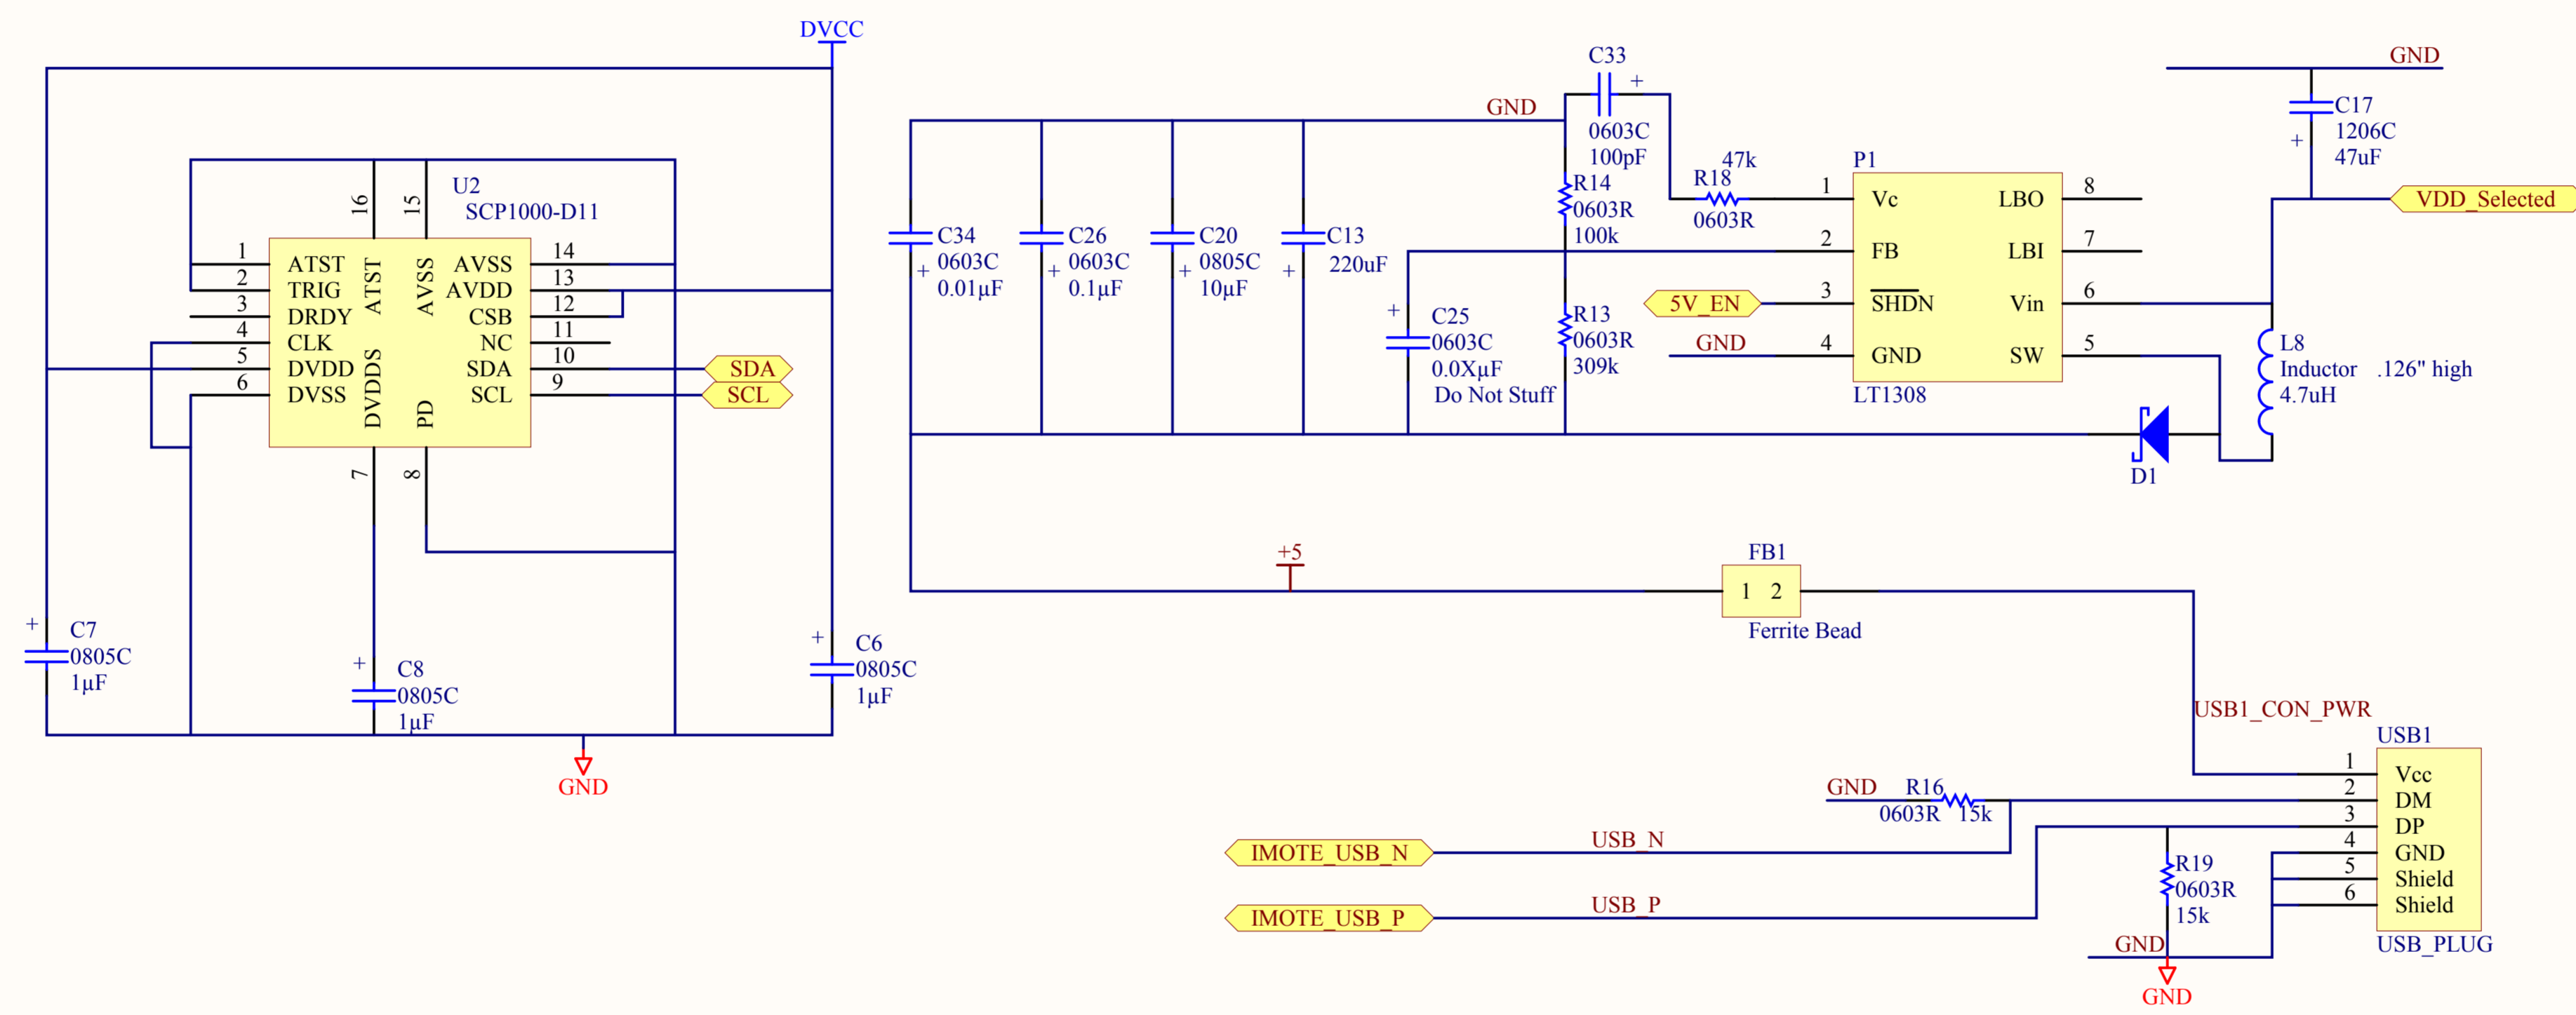 DVCC
U2
SCP1000-D11
16
15
1
2
3
4
5
6
ATST
TRIG
DRDY
CLK
DVDD
DVSS
ATST
AVSS
DVDDS
PD
AVSS
AVDD
CSB
NC
SDA
SCL
14
13
12
11
10
9
7
8
SDA
SCL
+
C7
0805C
1µF
+
C8
0805C
1µF
+
C6
0805C
1µF
GND
GND
C34
0603C
+ 0.01µF
C26
0603C
+ 0.1µF
C20
0805C
+ 10µF
C13
220uF
+
C33
+
0603C
100pF
R14
0603R
100k
47k
R18
0603R
+
C25
0603C
0.0XµF
Do Not Stuff
R13
0603R
309k
5V_EN
GND
P1
1
2
3
4
Vc
FB
SHDN
GND
LBO
LBI
Vin
SW
8
7
6
5
LT1308
GND
C17
1206C
47uF
+
VDD_Selected
L8
Inductor .126" high
4.7uH
D1
+5
FB1
1 2
Ferrite Bead
USB1_CON_PWR
USB1
1
2
3
4
5
6
Vcc
DM
DP
GND
Shield
Shield
USB_PLUG
GND R16
0603R 15k
IMOTE_USB_N
USB_N
IMOTE_USB_P
USB_P
R19
0603R
15k
GND
GND